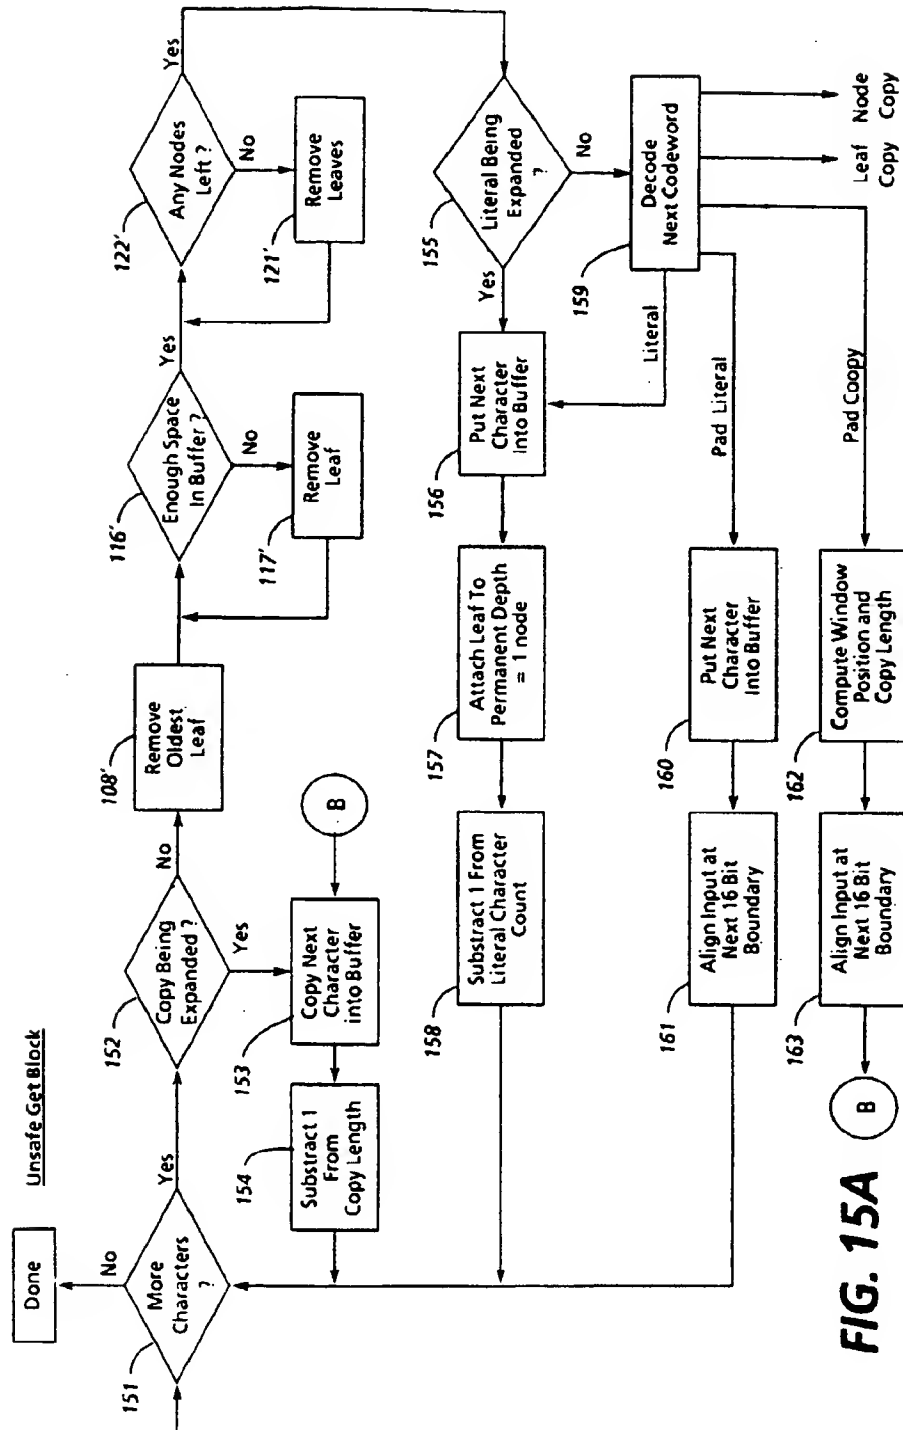 Unsafe Get Block
Done
No
151
More
Characters
?
Yes
152
Copy Being
Expanded ?
No
Yes
108'
Remove
Oldest
Leaf
116'
Enough Space
In Buffer ?
Yes
No
117'
Remove
Leaf
122'
Any Nodes
Left ?
Yes
No
121'
Remove
Leaves
B
153
Copy Next
Character
into Buffer
154
Substract 1
From
Copy Length
155
Literal Being
Expanded
?
Yes
No
156
Put Next
Character
Into Buffer
157
Attach Leaf To
Permanent Depth
= 1 node
158
Substract 1 From
Literal Character
Count
159
Decode
Next Codeword
Literal
Pad Literal
Pad Coopy
Leaf
Copy
Node
Copy
160
Put Next
Character
Into Buffer
161
Align Input at
Next 16 Bit
Boundary
162
Compute Window
Position and
Copy Length
163
Align Input at
Next 16 Bit
Boundary
B
FIG. 15A